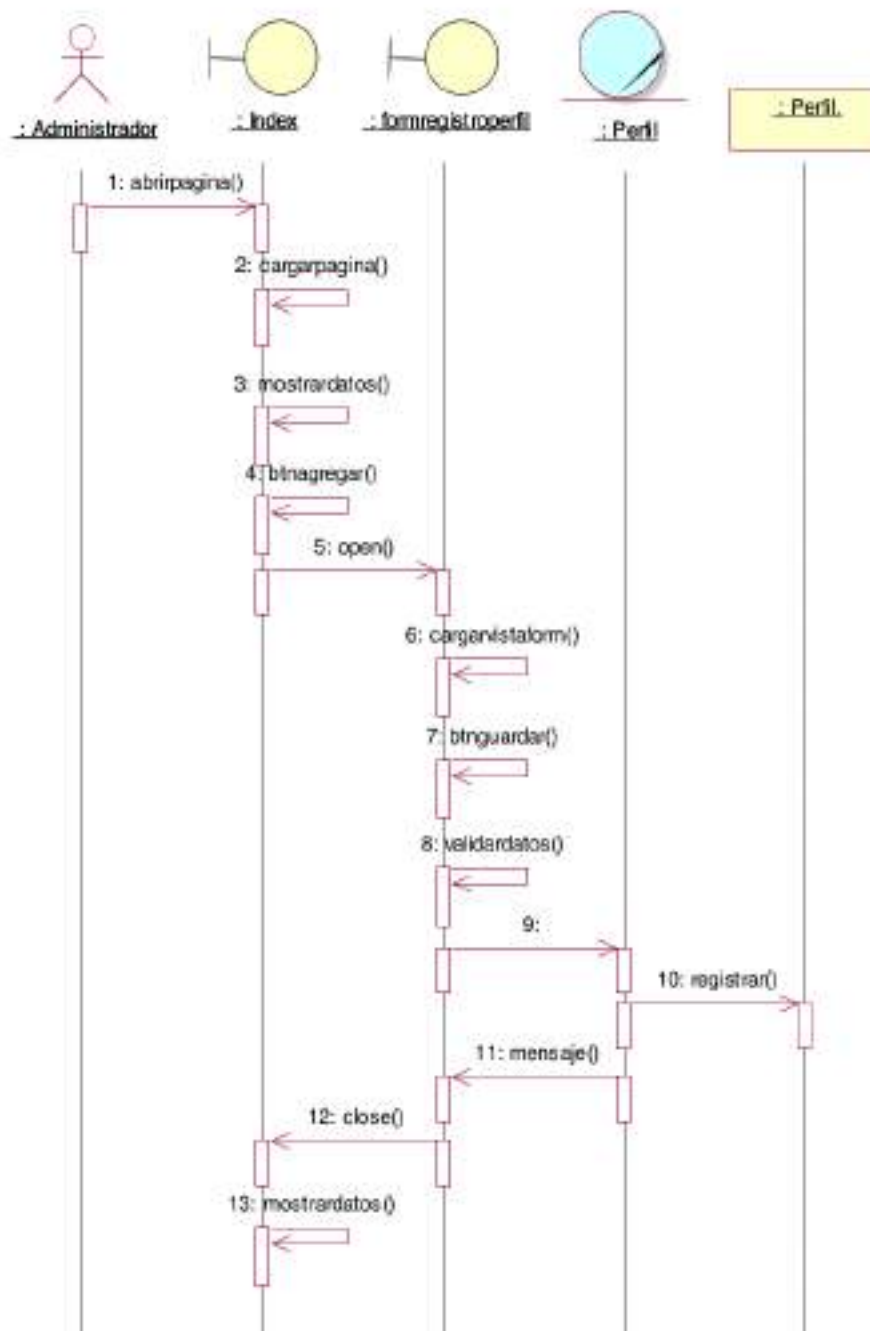 : Administrador
: Index
: formregistroperfil
: Perfil
: Perfil.
1: abrirpagina()
2: cargarpagina()
3: mostrardatos()
4: btnagregar()
5: open()
6: cargarvistaform()
7: btnguardar()
8: validardatos()
9:
10: registrar()
11: mensaje()
12: close()
13: mostrardatos()